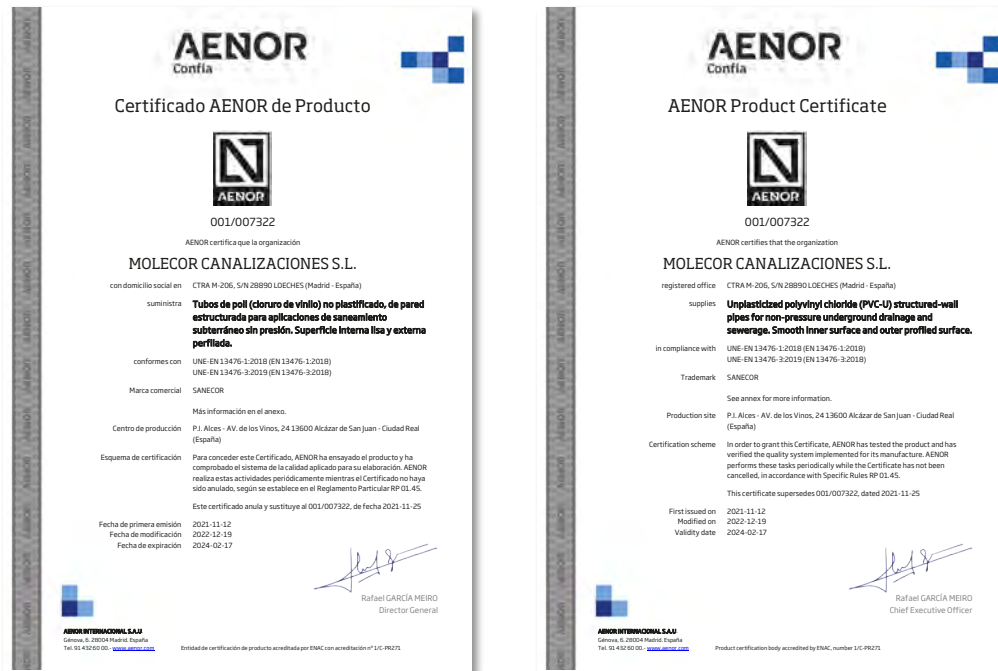 AENOR
Confía
Certificado AENOR de Producto
AENOR
001/007322
AENOR certifica que la organización
MOLECOR CANALIZACIONES S.L.
con domicilio social en CTRA M-206, S/N 28890 LOECHES (Madrid - España)
suministra Tubos de poli (cloruro de vinilo) no plastificado, de pared
estructurada para aplicaciones de saneamiento
subterráneo sin presión. Superficie interna lisa y externa
perfilada.
conformes con UNE-EN 13476-1:2018 (EN 13476-1:2018)
UNE-EN 13476-3:2019 (EN 13476-3:2018)
Marca comercial SANECOR
Más información en el anexo.
Centro de producción P.I. Alces - AV. de los Vinos, 24 13600 Alcázar de San Juan - Ciudad Real
(España)
Esquema de certificación Para conceder este Certificado, AENOR ha ensayado el producto y ha
comprobado el sistema de la calidad aplicado para su elaboración. AENOR
realiza estas actividades periódicamente mientras el Certificado no haya
sido anulado, según se establece en el Reglamento Particular RP 01.45.
Este certificado anula y sustituye al 001/007322, de fecha 2021-11-25
Fecha de primera emisión 2021-11-12
Fecha de modificación 2022-12-19
Fecha de expiración 2024-02-17
Rafael GARCÍA MEIRO
Director General
AENOR INTERNACIONAL S.A.U
Génova, 6. 28004 Madrid. España
Tel. 91 432 60 00.- www.aenor.com Entidad de certificación de producto acreditada por ENAC con acreditación nº 1/C-PR271
AENOR
Confía
AENOR Product Certificate
AENOR
001/007322
AENOR certifies that the organization
MOLECOR CANALIZACIONES S.L.
registered office CTRA M-206, S/N 28890 LOECHES (Madrid - España)
supplies Unplasticized polyvinyl chloride (PVC-U) structured-wall
pipes for non-pressure underground drainage and
sewerage. Smooth inner surface and outer profiled surface.
in compliance with UNE-EN 13476-1:2018 (EN 13476-1:2018)
UNE-EN 13476-3:2019 (EN 13476-3:2018)
Trademark SANECOR
See annex for more information.
Production site P.I. Alces - AV. de los Vinos, 24 13600 Alcázar de San Juan - Ciudad Real
(España)
Certification scheme In order to grant this Certificate, AENOR has tested the product and has
verified the quality system implemented for its manufacture. AENOR
performs these tasks periodically while the Certificate has not been
cancelled, in accordance with Specific Rules RP 01.45.
This certificate supersedes 001/007322, dated 2021-11-25
First issued on 2021-11-12
Modified on 2022-12-19
Validity date 2024-02-17
Rafael GARCÍA MEIRO
Chief Executive Officer
AENOR INTERNACIONAL S.A.U
Génova, 6. 28004 Madrid. España
Tel. 91 432 60 00.- www.aenor.com Product certification body accredited by ENAC, number 1/C-PR271